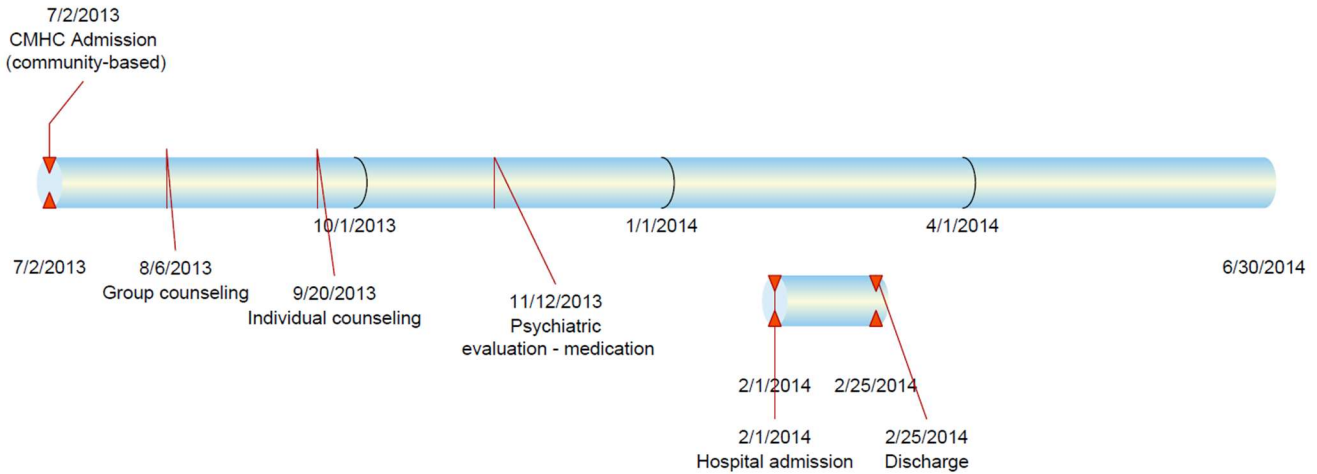 7/2/2013
CMHC Admission
(community-based)
10/1/2013
1/1/2014
4/1/2014
7/2/2013
8/6/2013
Group counseling
9/20/2013
Individual counseling
11/12/2013
Psychiatric
evaluation - medication
6/30/2014
2/1/2014
2/25/2014
2/1/2014
Hospital admission
2/25/2014
Discharge